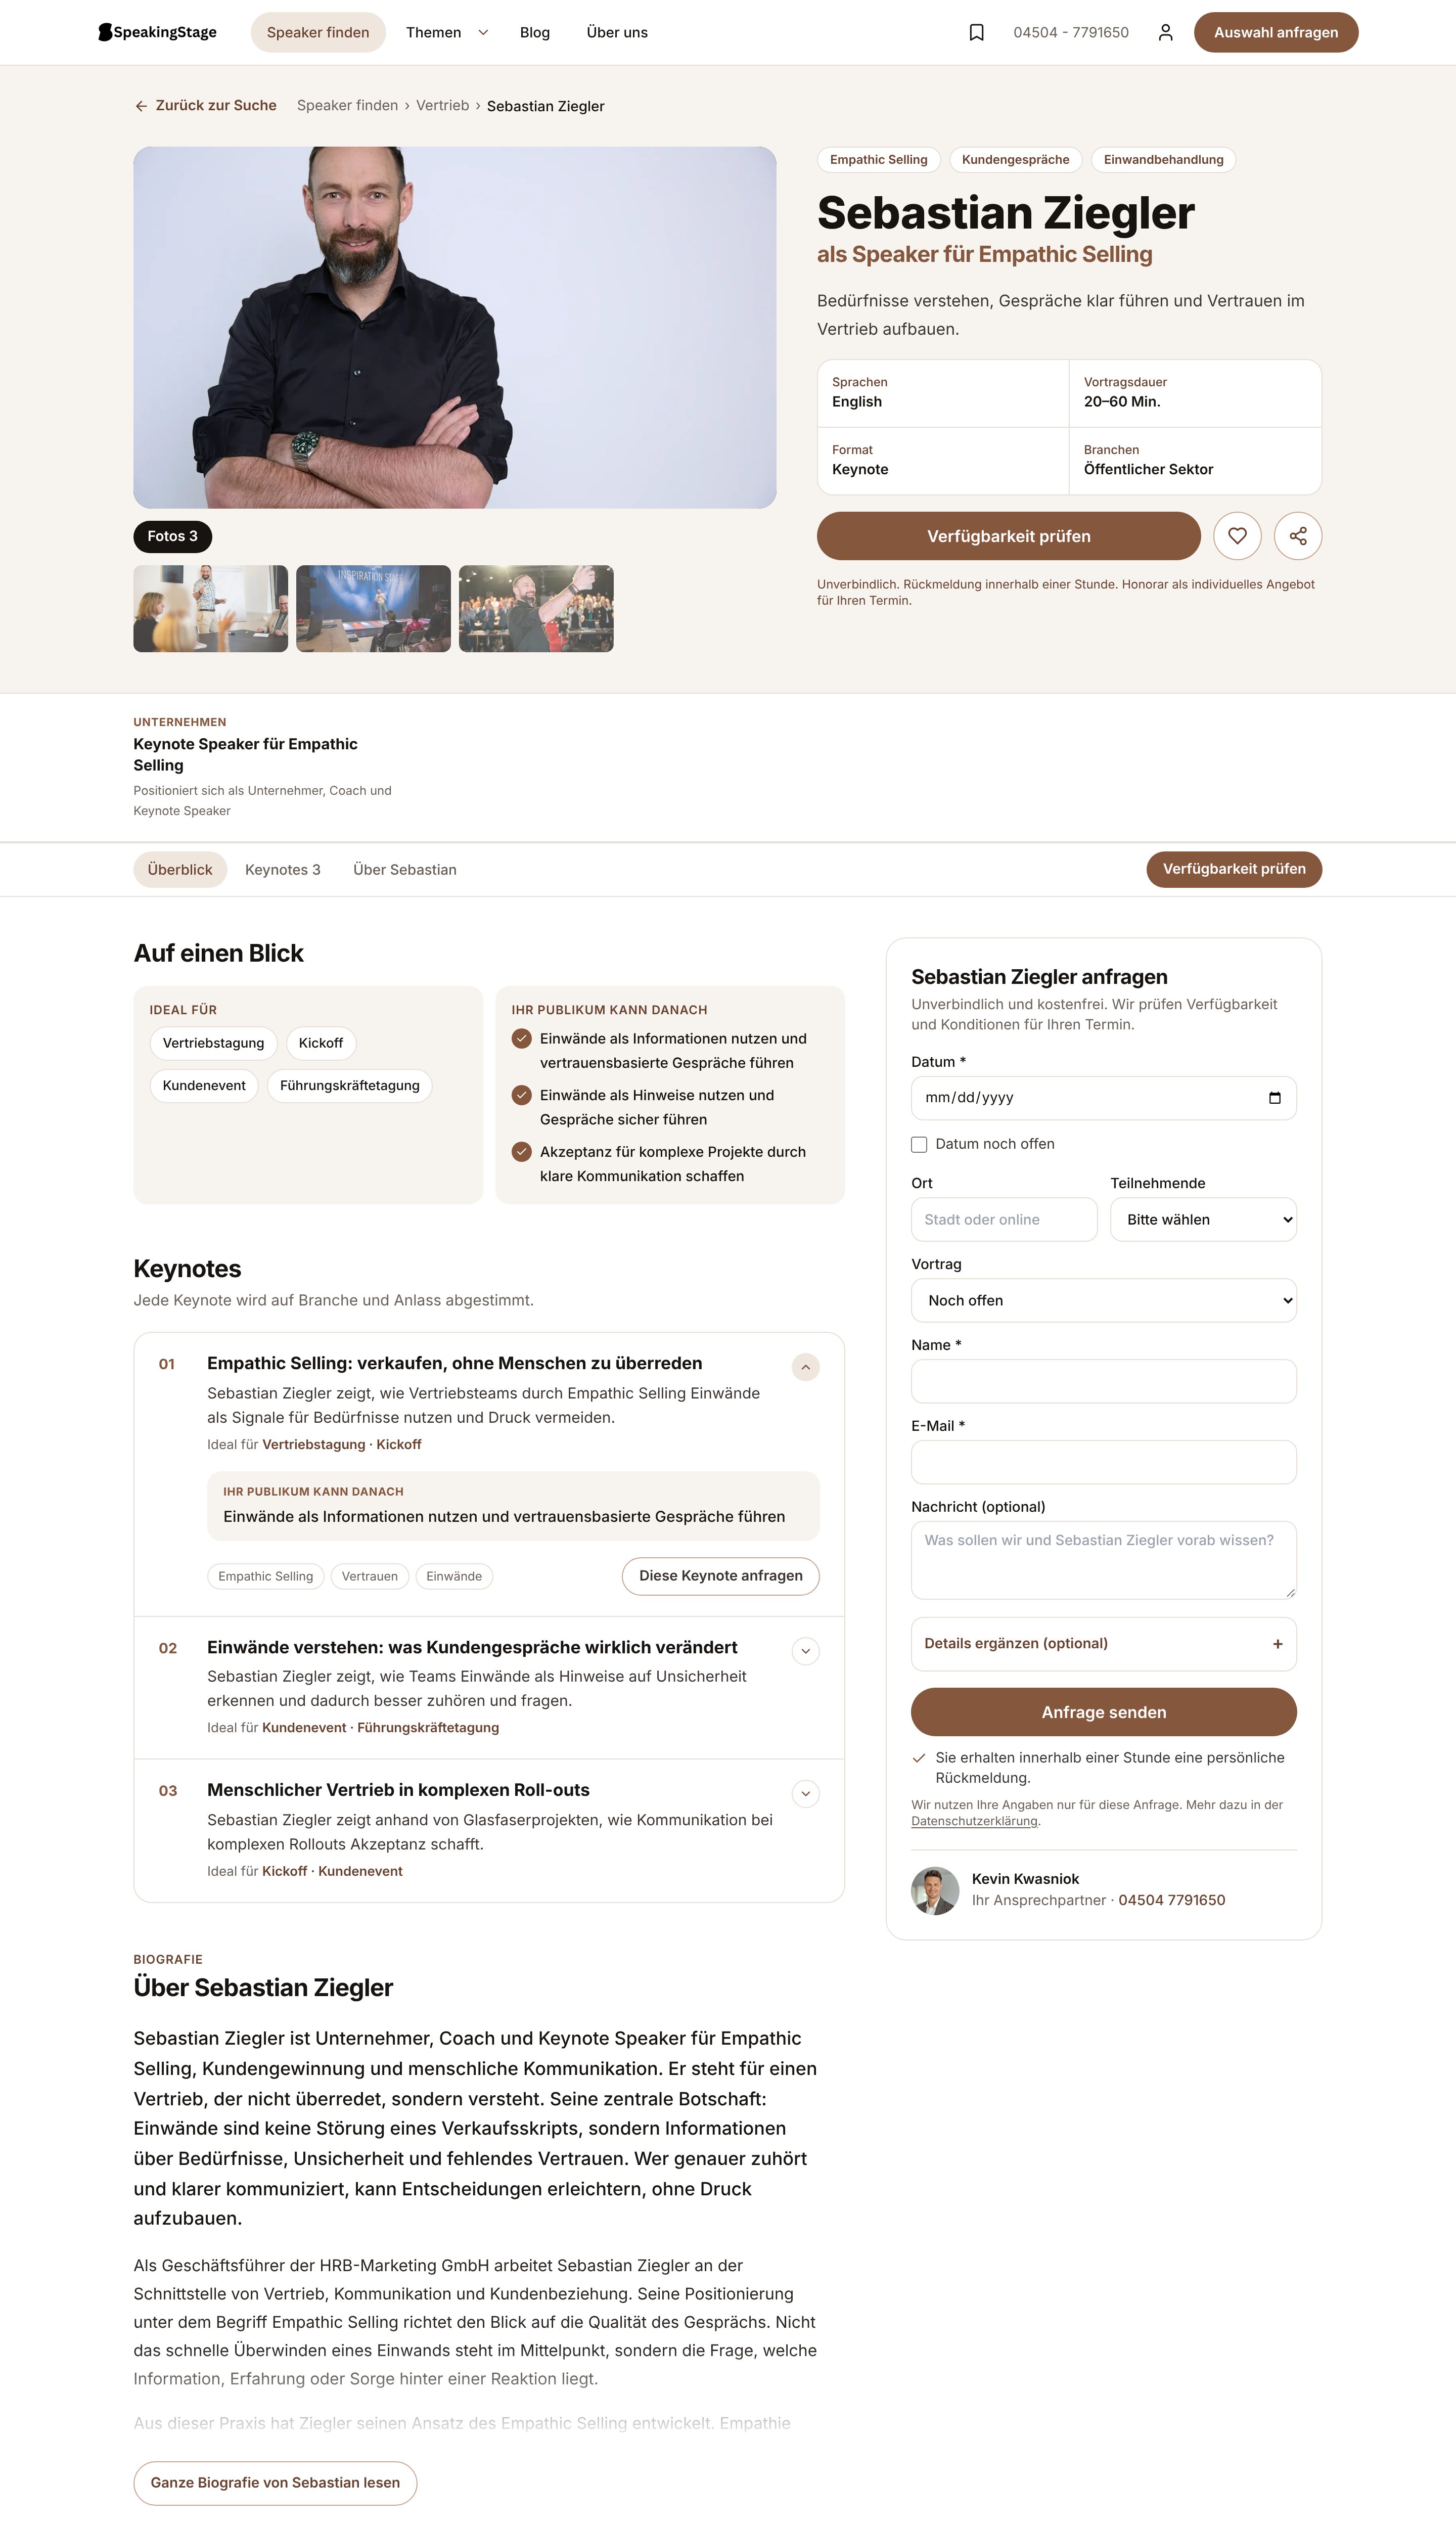 SpeakingStage
Speaker finden
Themen
Blog
Über uns
04504 - 7791650
Auswahl anfragen
Zurück zur Suche
Speaker finden › Vertrieb › Sebastian Ziegler
Empathic Selling
Kundengespräche
Einwandbehandlung
Sebastian Ziegler
als Speaker für Empathic Selling
Bedürfnisse verstehen, Gespräche klar führen und Vertrauen im
Vertrieb aufbauen.
Sprachen
English
Vortragsdauer
20–60 Min.
Format
Keynote
Branchen
Öffentlicher Sektor
Verfügbarkeit prüfen
Unverbindlich. Rückmeldung innerhalb einer Stunde. Honorar als individuelles Angebot
für Ihren Termin.
Fotos 3
INSPIRATION
UNTERNEHMEN
Keynote Speaker für Empathic
Selling
Positioniert sich als Unternehmer, Coach und
Keynote Speaker
Überblick
Keynotes 3
Über Sebastian
Verfügbarkeit prüfen
Auf einen Blick
IDEAL FÜR
Vertriebstagung
Kickoff
Kundenevent
Führungskräftetagung
IHR PUBLIKUM KANN DANACH
Einwände als Informationen nutzen und
vertrauensbasierte Gespräche führen
Einwände als Hinweise nutzen und
Gespräche sicher führen
Akzeptanz für komplexe Projekte durch
klare Kommunikation schaffen
Keynotes
Jede Keynote wird auf Branche und Anlass abgestimmt.
01
Empathic Selling: verkaufen, ohne Menschen zu überreden
Sebastian Ziegler zeigt, wie Vertriebsteams durch Empathic Selling Einwände
als Signale für Bedürfnisse nutzen und Druck vermeiden.
Ideal für Vertriebstagung · Kickoff
IHR PUBLIKUM KANN DANACH
Einwände als Informationen nutzen und vertrauensbasierte Gespräche führen
Empathic Selling
Vertrauen
Einwände
Diese Keynote anfragen
02
Einwände verstehen: was Kundengespräche wirklich verändert
Sebastian Ziegler zeigt, wie Teams Einwände als Hinweise auf Unsicherheit
erkennen und dadurch besser zuhören und fragen.
Ideal für Kundenevent · Führungskräftetagung
03
Menschlicher Vertrieb in komplexen Roll-outs
Sebastian Ziegler zeigt anhand von Glasfaserprojekten, wie Kommunikation bei
komplexen Rollouts Akzeptanz schafft.
Ideal für Kickoff · Kundenevent
Sebastian Ziegler anfragen
Unverbindlich und kostenfrei. Wir prüfen Verfügbarkeit
und Konditionen für Ihren Termin.
Datum *
mm/dd/yyyy
Datum noch offen
Ort
Teilnehmende
Stadt oder online
Bitte wählen
Vortrag
Noch offen
Name *
E-Mail *
Nachricht (optional)
Was sollen wir und Sebastian Ziegler vorab wissen?
Details ergänzen (optional)
+
Anfrage senden
Sie erhalten innerhalb einer Stunde eine persönliche
Rückmeldung.
Wir nutzen Ihre Angaben nur für diese Anfrage. Mehr dazu in der
Datenschutzerklärung.
Kevin Kwasniok
Ihr Ansprechpartner · 04504 7791650
BIOGRAFIE
Über Sebastian Ziegler
Sebastian Ziegler ist Unternehmer, Coach und Keynote Speaker für Empathic
Selling, Kundengewinnung und menschliche Kommunikation. Er steht für einen
Vertrieb, der nicht überredet, sondern versteht. Seine zentrale Botschaft:
Einwände sind keine Störung eines Verkaufsskripts, sondern Informationen
über Bedürfnisse, Unsicherheit und fehlendes Vertrauen. Wer genauer zuhört
und klarer kommuniziert, kann Entscheidungen erleichtern, ohne Druck
aufzubauen.
Als Geschäftsführer der HRB-Marketing GmbH arbeitet Sebastian Ziegler an der
Schnittstelle von Vertrieb, Kommunikation und Kundenbeziehung. Seine Positionierung
unter dem Begriff Empathic Selling richtet den Blick auf die Qualität des Gesprächs. Nicht
das schnelle Überwinden eines Einwands steht im Mittelpunkt, sondern die Frage, welche
Information, Erfahrung oder Sorge hinter einer Reaktion liegt.
Aus dieser Praxis hat Ziegler seinen Ansatz des Empathic Selling entwickelt. Empathie
Ganze Biografie von Sebastian lesen